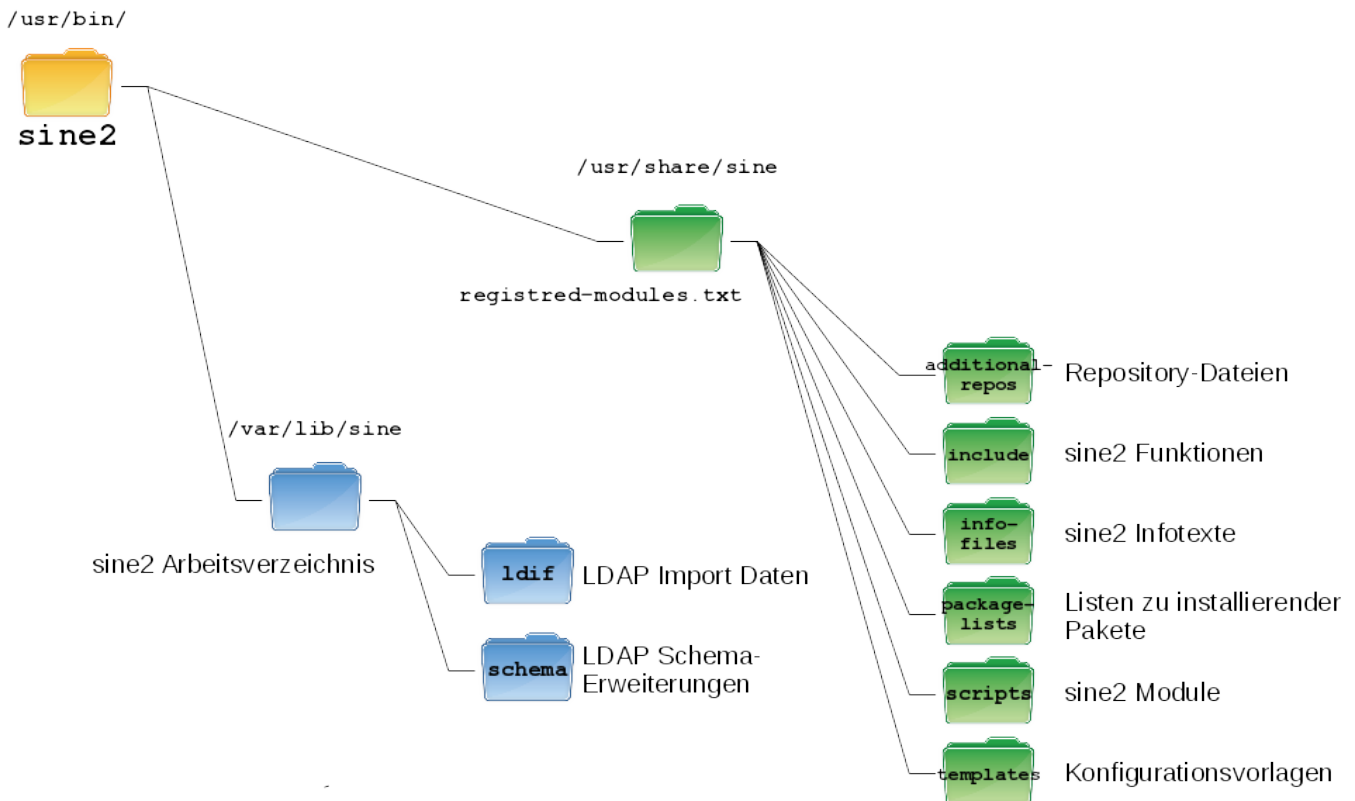 /usr/bin/
sine2
/usr/share/sine
registred-modules.txt
additional-
repos
Repository-Dateien
include
sine2 Funktionen
info-
files
sine2 Infotexte
package-
lists
Listen zu installierender
Pakete
scripts
sine2 Module
templates
Konfigurationsvorlagen
/var/lib/sine
sine2 Arbeitsverzeichnis
ldif
LDAP Import Daten
schema
LDAP Schema-
Erweiterungen